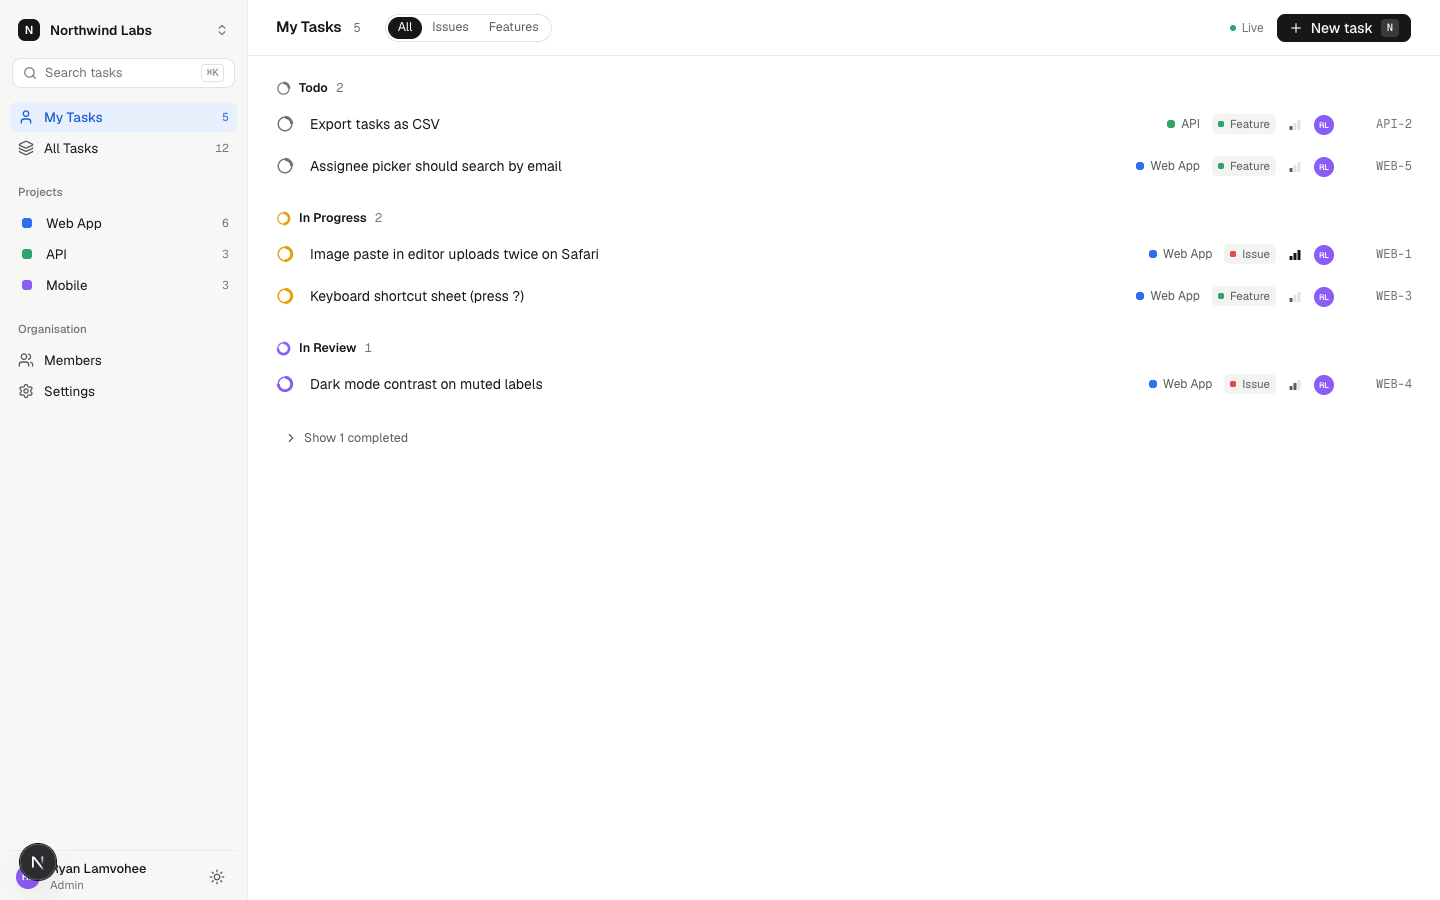 N Northwind Labs
Search tasks ⌘K
My Tasks 5
All Tasks 12
Projects
Web App 6
API 3
Mobile 3
Organisation
Members
Settings
N
Ryan Lamvohee
Admin
My Tasks 5 All Issues Features Live New task N
Todo 2
Export tasks as CSV API Feature RL API-2
Assignee picker should search by email Web App Feature RL WEB-5
In Progress 2
Image paste in editor uploads twice on Safari Web App Issue RL WEB-1
Keyboard shortcut sheet (press ?) Web App Feature RL WEB-3
In Review 1
Dark mode contrast on muted labels Web App Issue RL WEB-4
Show 1 completed